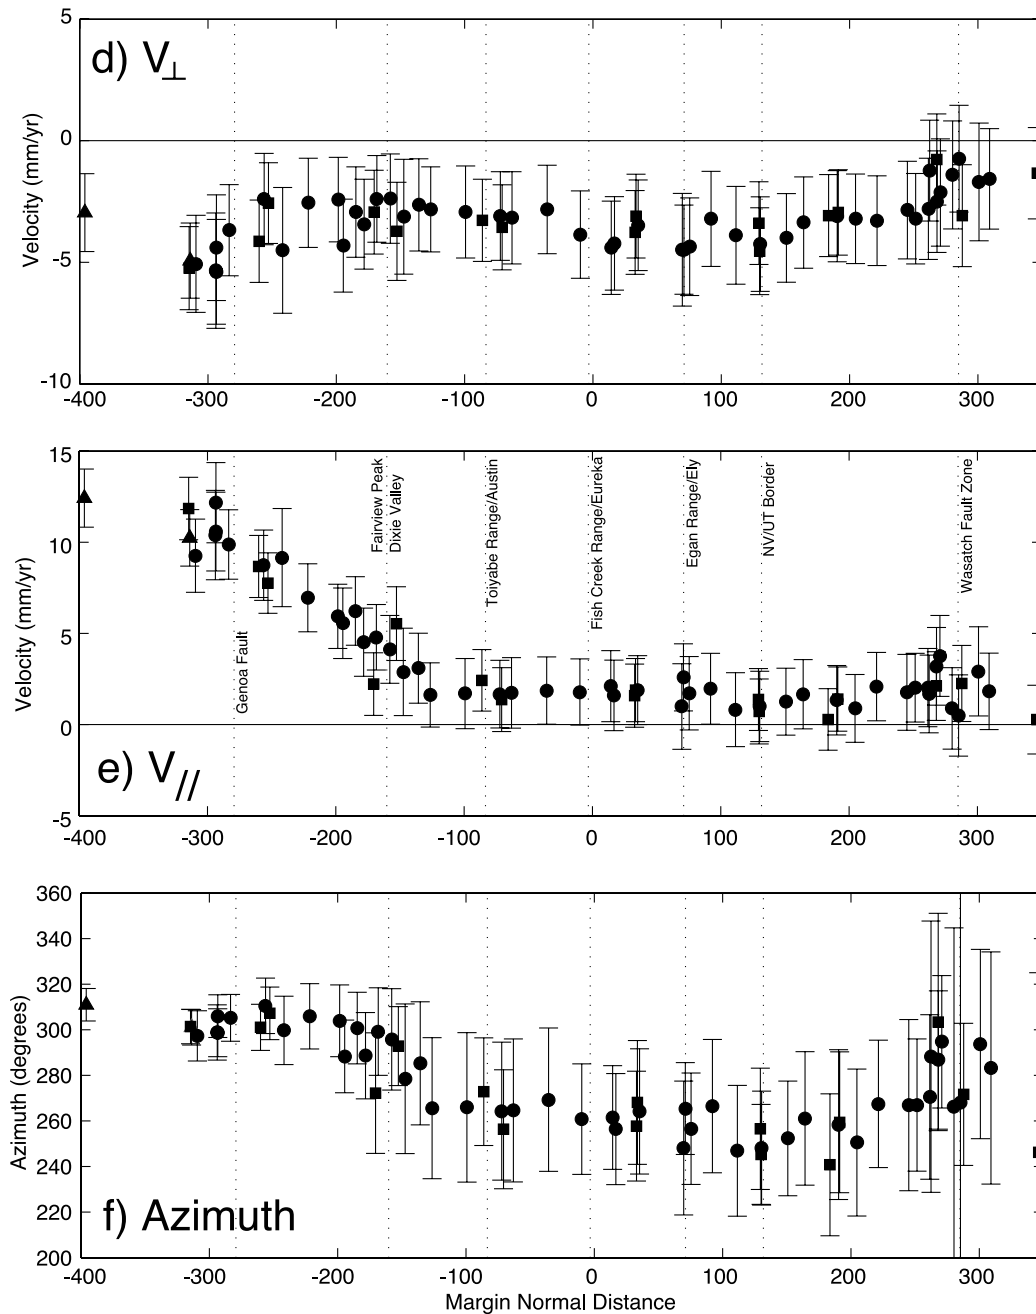 d) V⊥
Velocity (mm/yr)
5
0
-5
-10
-400 -300 -200 -100 0 100 200 300
e) V//
Velocity (mm/yr)
15
10
5
0
-5
Genoa Fault
Fairview Peak
Dixie Valley
Toiyabe Range/Austin
Fish Creek Range/Eureka
Egan Range/Ely
NV/UT Border
Wasatch Fault Zone
-400 -300 -200 -100 0 100 200 300
f) Azimuth
Azimuth (degrees)
360
340
320
300
280
260
240
220
200
-400 -300 -200 -100 0 100 200 300
Margin Normal Distance